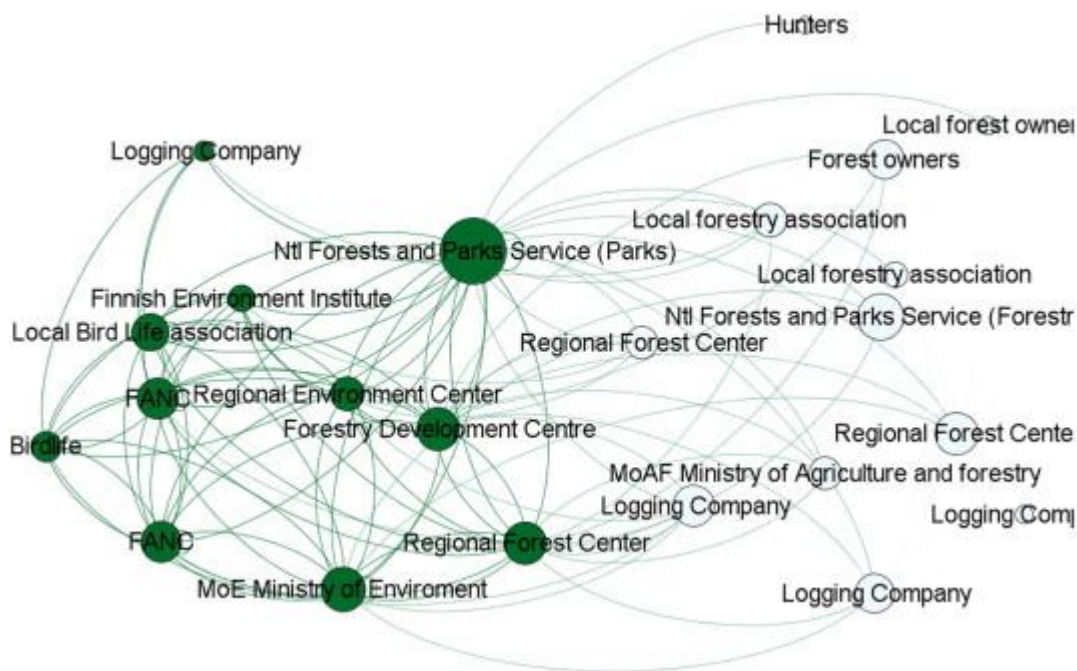 Hunters
Local forest owner
Logging Company
Forest owners
Local forestry association
Ntl Forests and Parks Service (Parks)
Local forestry association
Finnish Environment Institute
Ntl Forests and Parks Service (Forestr
Local Bird Life association
Regional Forest Center
FANC
Regional Environment Center
Forestry Development Centre
Regional Forest Cente
Birdlife
MoAF Ministry of Agriculture and forestry
Logging Company
Logging Comp
FANC
Regional Forest Center
MoE Ministry of Enviroment
Logging Company